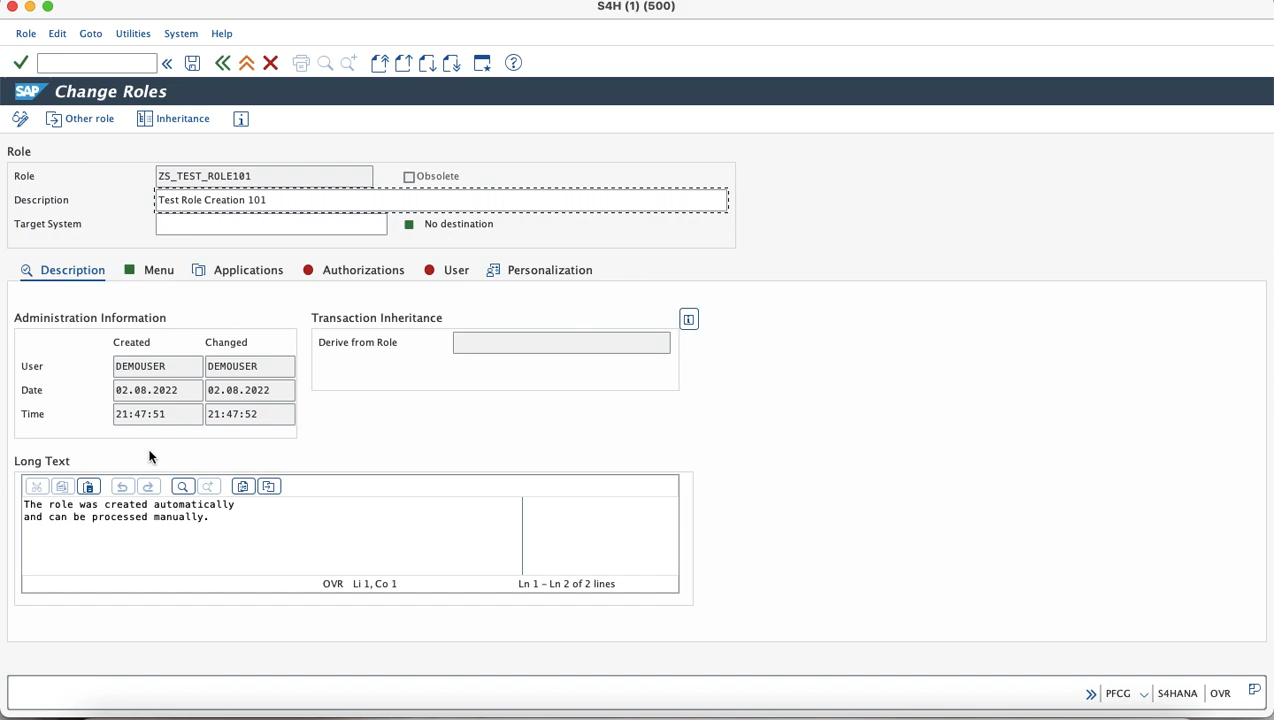 S4H (1) (500)
Role Edit Goto Utilities System Help
SAP Change Roles
Other role Inheritance
Role
Role ZS_TEST_ROLE101 Obsolete
Description Test Role Creation 101
Target System No destination
Description Menu Applications Authorizations User Personalization
Administration Information Transaction Inheritance
Created Changed Derive from Role
User DEMOUSER DEMOUSER
Date 02.08.2022 02.08.2022
Time 21:47:51 21:47:52
Long Text
The role was created automatically
and can be processed manually.
OVR Li 1, Co 1 Ln 1 - Ln 2 of 2 lines
PFCG S4HANA OVR